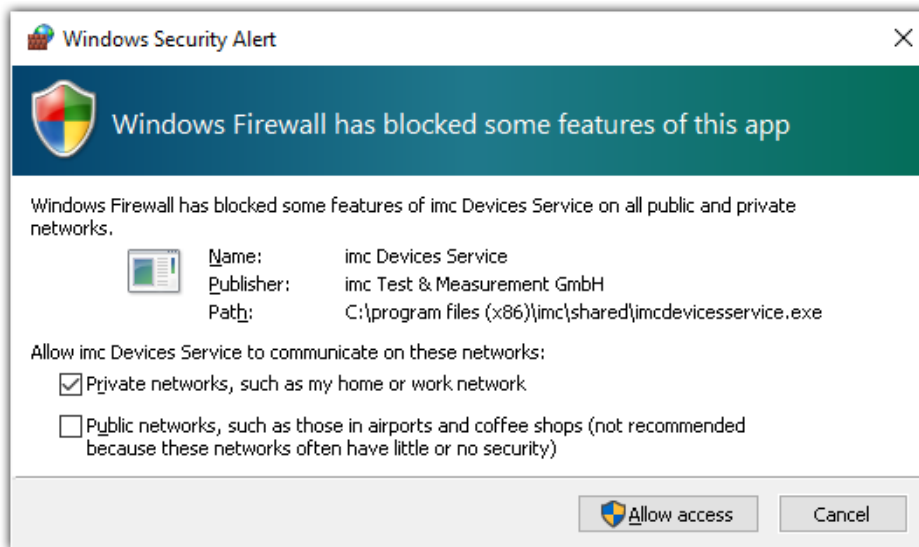 Windows Security Alert
Windows Firewall has blocked some features of this app
Windows Firewall has blocked some features of imc Devices Service on all public and private
networks.
Name: imc Devices Service
Publisher: imc Test & Measurement GmbH
Path: C:\program files (x86)\imc\shared\imcdevicesservice.exe
Allow imc Devices Service to communicate on these networks:
Private networks, such as my home or work network
Public networks, such as those in airports and coffee shops (not recommended
because these networks often have little or no security)
Allow access Cancel